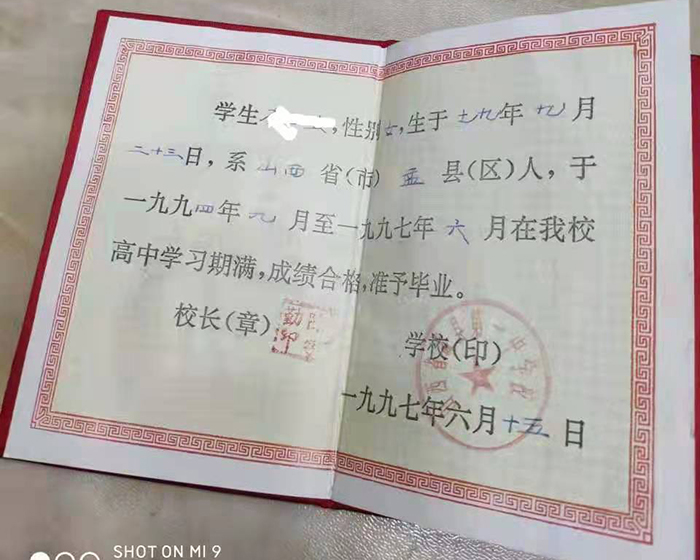 学生，性别，生于七九年九月
二十三日，系山西省(市)盂县(区)人，于
一九九四年九月至一九九七年六月在我校
高中学习期满，成绩合格，准予毕业。
校长(章)
学校(印)
一九九七年六月十五日
SHOT ON MI 9